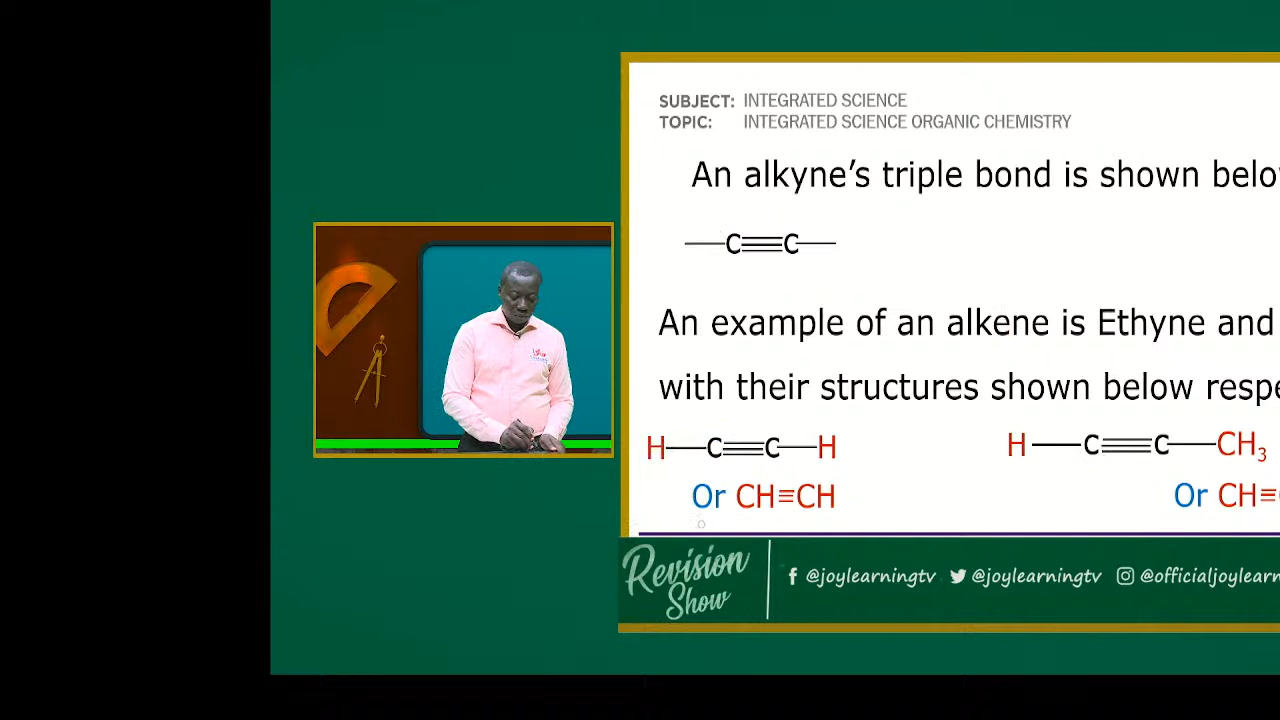 SUBJECT: INTEGRATED SCIENCE
TOPIC: INTEGRATED SCIENCE ORGANIC CHEMISTRY
An alkyne's triple bond is shown
—C≡C—
An example of an alkene is Ethyne and
with their structures shown below
H—C≡C—H
H—C≡C—CH₃
Or CH≡CH
Or CH≡
Revision Show
@joylearningtv @joylearningtv